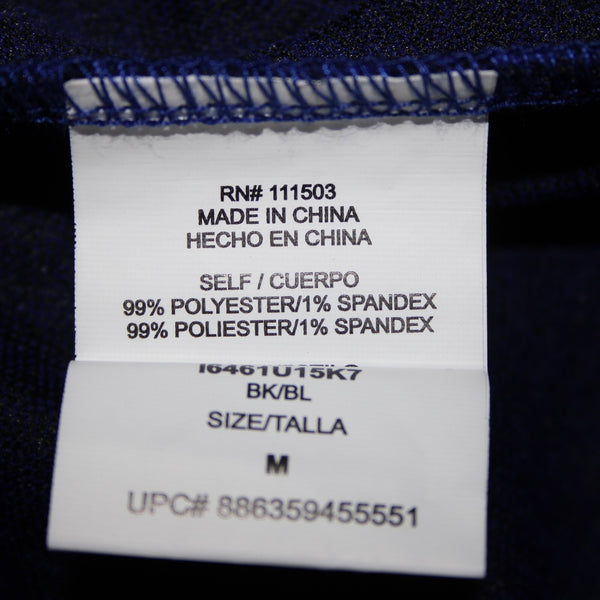 RN# 111503
MADE IN CHINA
HECHO EN CHINA
SELF / CUERPO
99% POLYESTER/1% SPANDEX
99% POLIESTER/1% SPANDEX
I6461U15K7
BK/BL
SIZE/TALLA
M
UPC# 886359455551